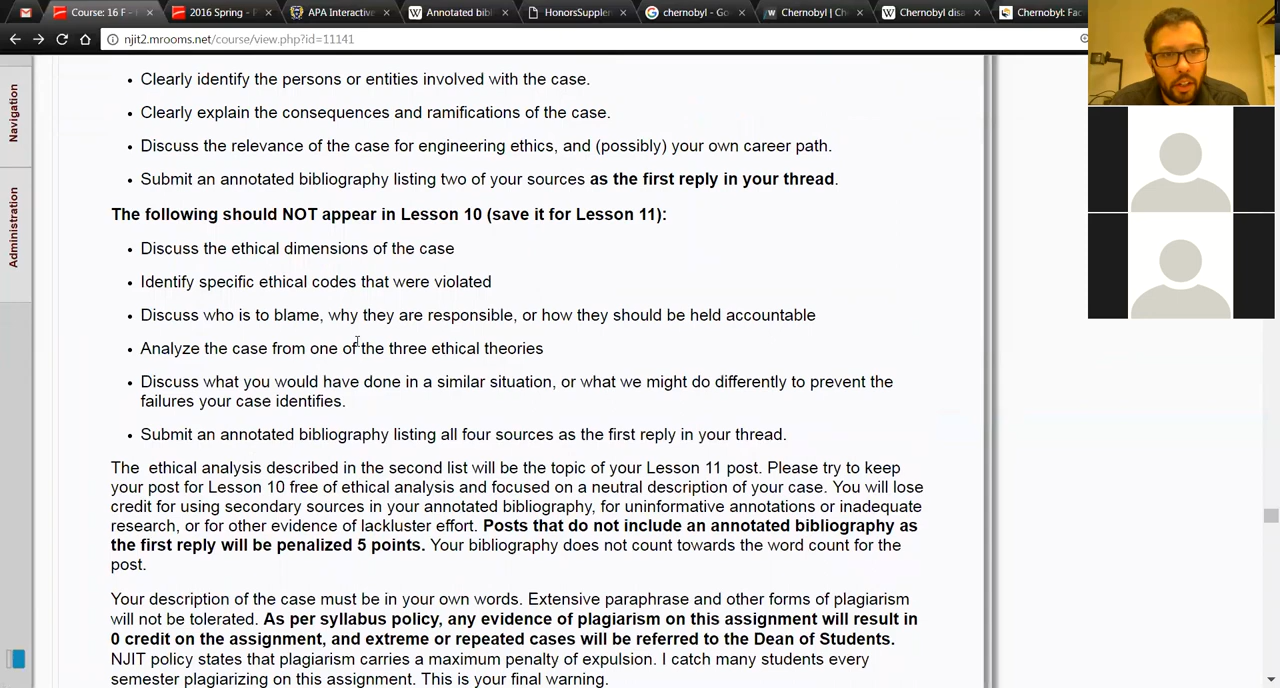 Course: 16 F -
2016 Spring - P
APA Interactive
Annotated bibl
HonorsSupplen
chernobyl - Go
Chernobyl | Ch
Chernobyl disa
Chernobyl: Fac
njit2.mrooms.net/course/view.php?id=11141
Navigation
Administration
• Clearly identify the persons or entities involved with the case.
• Clearly explain the consequences and ramifications of the case.
• Discuss the relevance of the case for engineering ethics, and (possibly) your own career path.
• Submit an annotated bibliography listing two of your sources as the first reply in your thread.
The following should NOT appear in Lesson 10 (save it for Lesson 11):
• Discuss the ethical dimensions of the case
• Identify specific ethical codes that were violated
• Discuss who is to blame, why they are responsible, or how they should be held accountable
• Analyze the case from one of the three ethical theories
• Discuss what you would have done in a similar situation, or what we might do differently to prevent the
failures your case identifies.
• Submit an annotated bibliography listing all four sources as the first reply in your thread.
The ethical analysis described in the second list will be the topic of your Lesson 11 post. Please try to keep
your post for Lesson 10 free of ethical analysis and focused on a neutral description of your case. You will lose
credit for using secondary sources in your annotated bibliography, for uninformative annotations or inadequate
research, or for other evidence of lackluster effort. Posts that do not include an annotated bibliography as
the first reply will be penalized 5 points. Your bibliography does not count towards the word count for the
post.
Your description of the case must be in your own words. Extensive paraphrase and other forms of plagiarism
will not be tolerated. As per syllabus policy, any evidence of plagiarism on this assignment will result in
0 credit on the assignment, and extreme or repeated cases will be referred to the Dean of Students.
NJIT policy states that plagiarism carries a maximum penalty of expulsion. I catch many students every
semester plagiarizing on this assignment. This is your final warning.